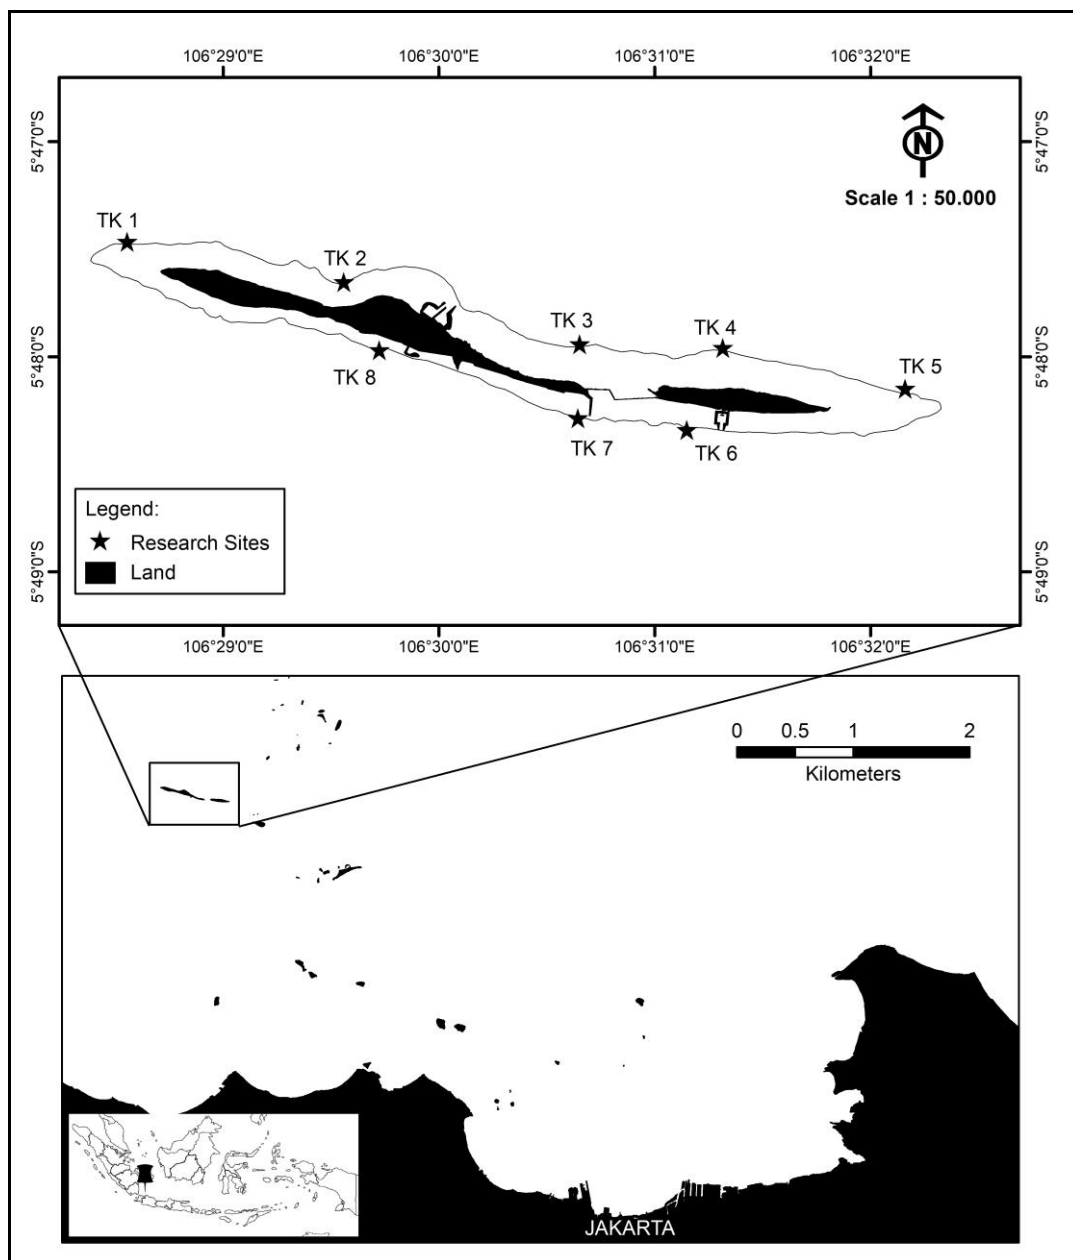 106°29'0"E 106°30'0"E 106°31'0"E 106°32'0"E
5°47'0"S 5°47'0"S
N
Scale 1 : 50.000
TK 1
TK 2
TK 3
TK 4
TK 5
5°48'0"S 5°48'0"S
TK 8
TK 7
TK 6
Legend:
Research Sites
Land
5°49'0"S 5°49'0"S
106°29'0"E 106°30'0"E 106°31'0"E 106°32'0"E
0 0.5 1 2
Kilometers
JAKARTA